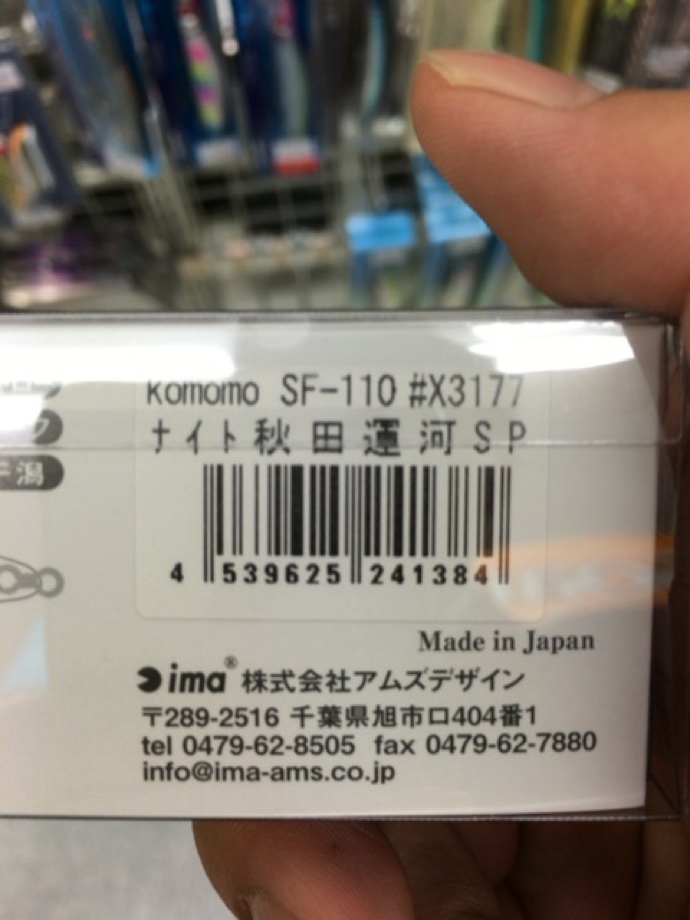 komomo SF-110 #X3177
ナイト秋田運河SP
4 539625 241384
Made in Japan
ima® 株式会社アムズデザイン
〒289-2516 千葉県旭市ロ404番1
tel 0479-62-8505 fax 0479-62-7880
info@ima-ams.co.jp